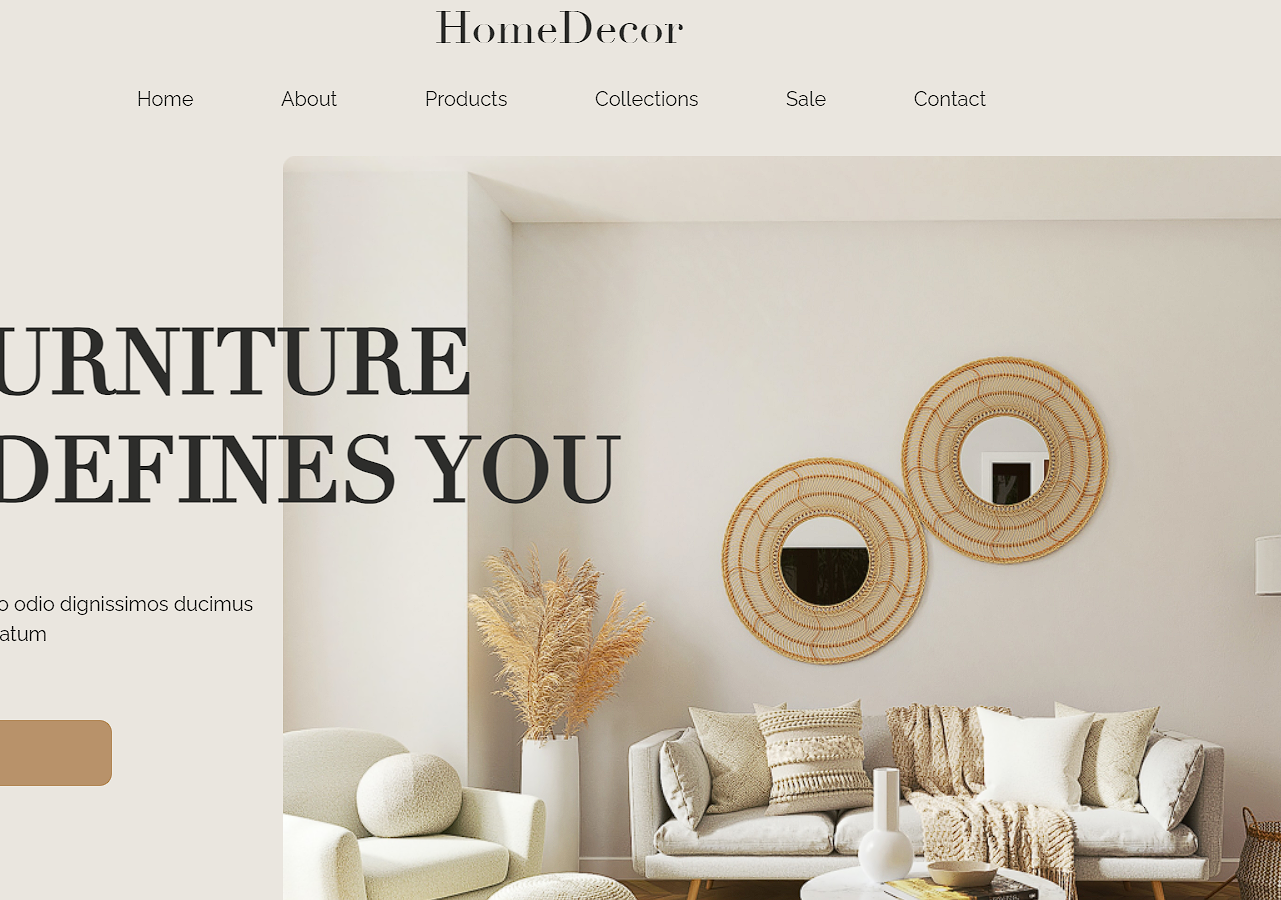 HomeDecor
Home About Products Collections Sale Contact
URNITURE
DEFINES YOU
o odio dignissimos ducimus
atum